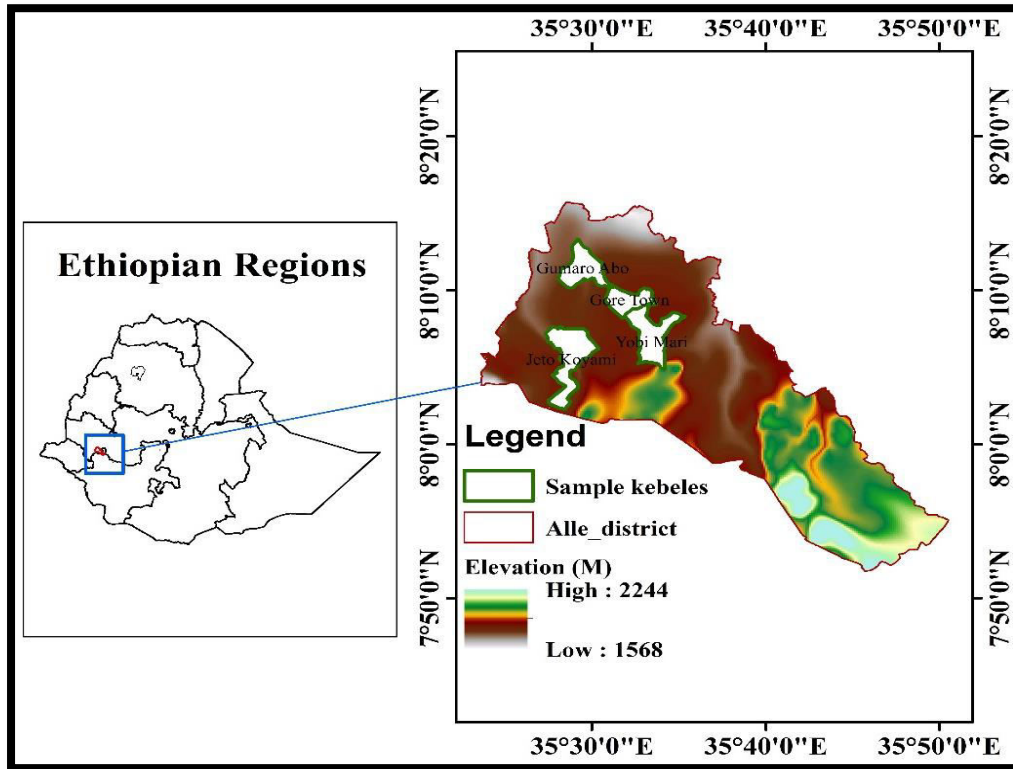 35°30'0"E 35°40'0"E 35°50'0"E
8°20'0"N
8°20'0"N
Ethiopian Regions
Gumaro Abo
8°10'0"N
8°10'0"N
Gore Town
Yobi Mari
Jeto Koyami
Legend
8°0'0"N
8°0'0"N
Sample kebeles
Alle_district
Elevation (M)
High : 2244
7°50'0"N
7°50'0"N
Low : 1568
35°30'0"E 35°40'0"E 35°50'0"E